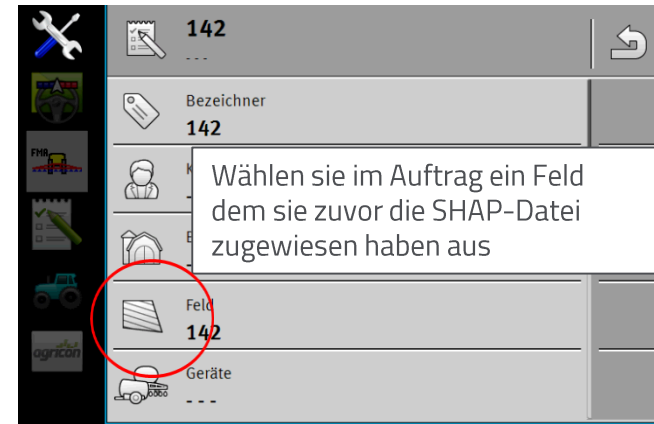 142
---
Bezeichner
142
FMR
Wählen sie im Auftrag ein Feld
dem sie zuvor die SHAP-Datei
zugewiesen haben aus
Feld
142
Geräte
---
agricon